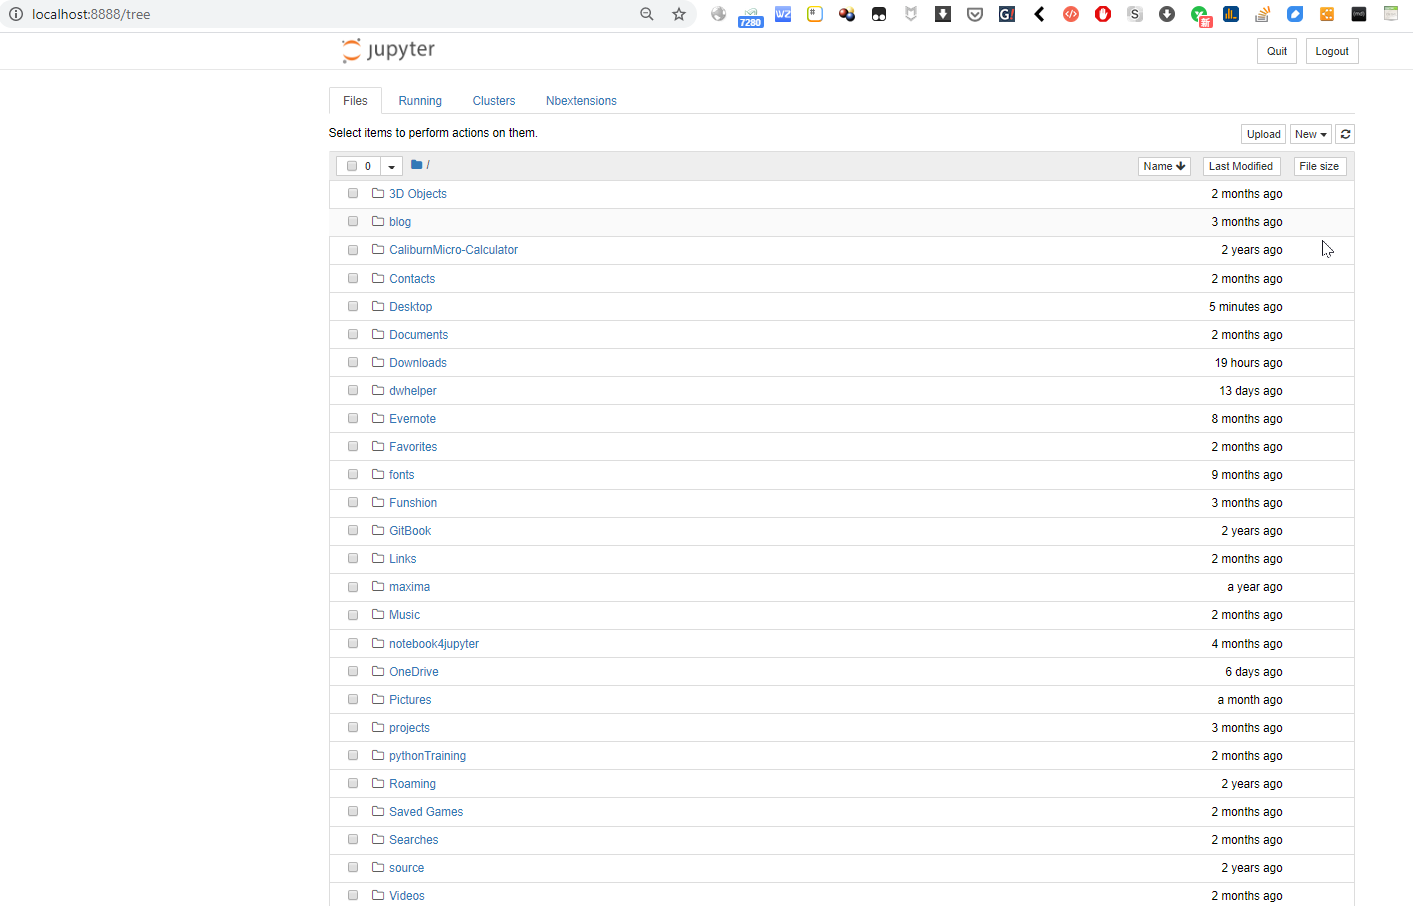 localhost:8888/tree
7280
WZ
#
G!
S
新
jupyter
Quit
Logout
Files Running Clusters Nbextensions
Select items to perform actions on them.
Upload New
0 / Name Last Modified File size
3D Objects 2 months ago
blog 3 months ago
CaliburnMicro-Calculator 2 years ago
Contacts 2 months ago
Desktop 5 minutes ago
Documents 2 months ago
Downloads 19 hours ago
dwhelper 13 days ago
Evernote 8 months ago
Favorites 2 months ago
fonts 9 months ago
Funshion 3 months ago
GitBook 2 years ago
Links 2 months ago
maxima a year ago
Music 2 months ago
notebook4jupyter 4 months ago
OneDrive 6 days ago
Pictures a month ago
projects 3 months ago
pythonTraining 2 months ago
Roaming 2 years ago
Saved Games 2 months ago
Searches 2 months ago
source 2 years ago
Videos 2 months ago